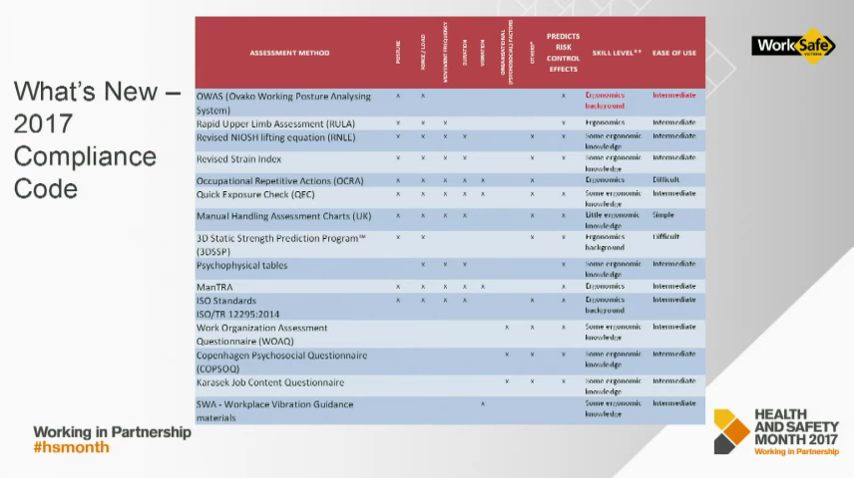 What's New –
2017
Compliance
Code
WorkSafe
VICTORIA
ASSESSMENT METHOD POSTURE FORCE / LOAD MOVEMENT FREQUENCY DURATION VIBRATION ORGANISATIONAL (PSYCHOSOCIAL) FACTORS OTHERS* PREDICTS RISK CONTROL EFFECTS SKILL LEVEL** EASE OF USE
OWAS (Ovako Working Posture Analysing System) x x x Ergonomics background Intermediate
Rapid Upper Limb Assessment (RULA) x x x x Ergonomics Intermediate
Revised NIOSH lifting equation (RNLE) x x x x x x Some ergonomic knowledge Intermediate
Revised Strain Index x x x x x x Some ergonomic knowledge Intermediate
Occupational Repetitive Actions (OCRA) x x x x x x Ergonomics Difficult
Quick Exposure Check (QEC) x x x x x x x Some ergonomic knowledge Intermediate
Manual Handling Assessment Charts (UK) x x x x x x Little ergonomic knowledge Simple
3D Static Strength Prediction Program™ (3DSSP) x x x x Ergonomics background Difficult
Psychophysical tables x x x x Some ergonomic knowledge Intermediate
ManTRA x x x x x x Ergonomics Intermediate
ISO Standards ISO/TR 12295:2014 x x x x x x Ergonomics background Intermediate
Work Organization Assessment Questionnaire (WOAQ) x x x Some ergonomic knowledge Intermediate
Copenhagen Psychosocial Questionnaire (COPSOQ) x x x Some ergonomic knowledge Intermediate
Karasek Job Content Questionnaire x x x Some ergonomic knowledge Intermediate
SWA - Workplace Vibration Guidance materials x Some ergonomic knowledge Intermediate
Working in Partnership
#hsmonth
HEALTH
AND SAFETY
MONTH 2017
Working in Partnership